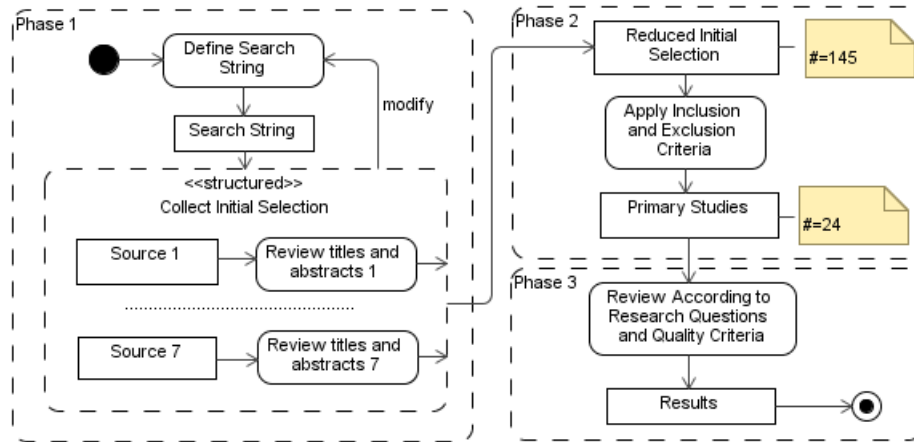 Phase 1
Define Search
String
modify
Search String
<<structured>>
Collect Initial Selection
Source 1
Review titles and
abstracts 1
Source 7
Review titles and
abstracts 7
Phase 2
Reduced Initial
Selection
#=145
Apply Inclusion
and Exclusion
Criteria
Primary Studies
#=24
Phase 3
Review According to
Research Questions
and Quality Criteria
Results